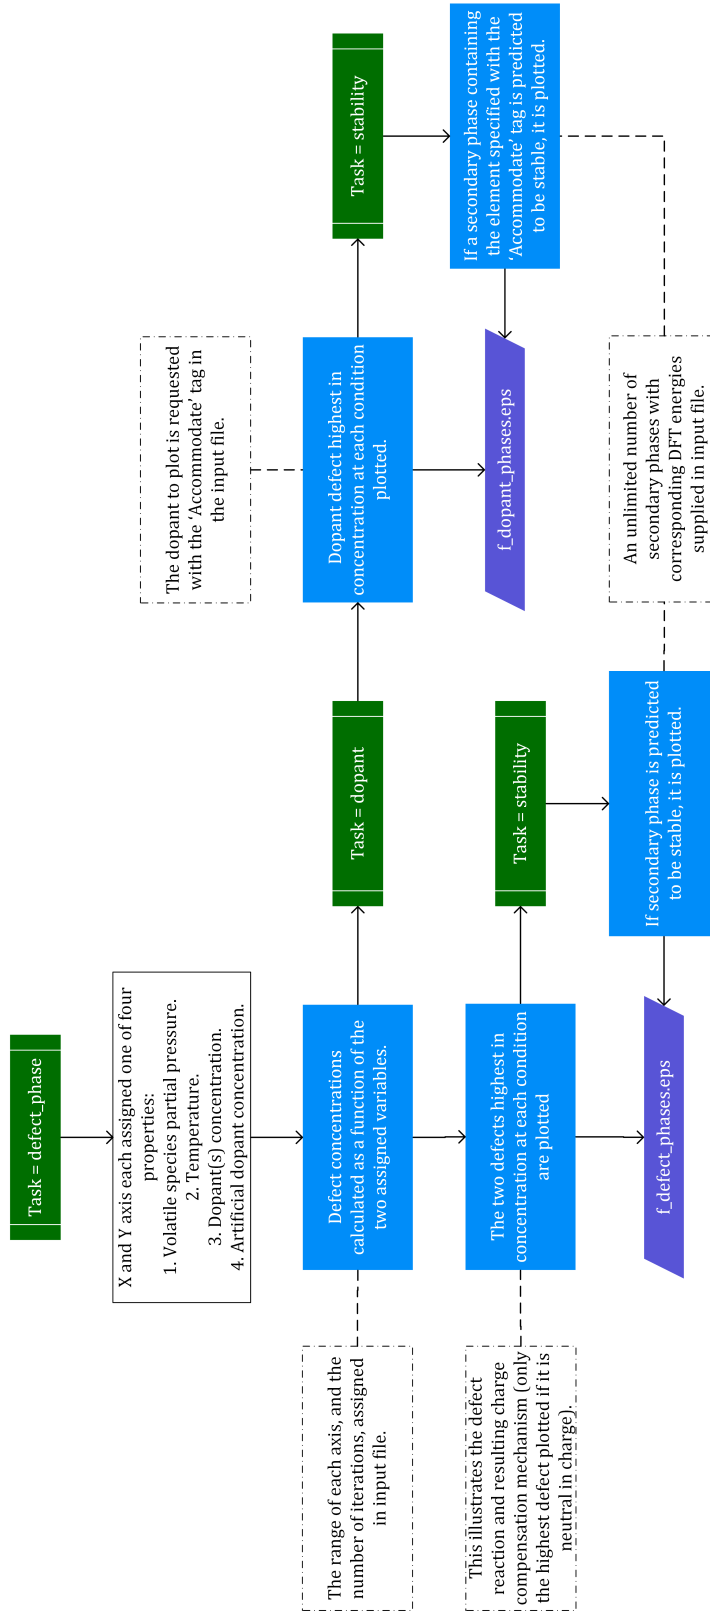 Task = defect_phase
X and Y axis each assigned one of four
properties:
1. Volatile species partial pressure.
2. Temperature.
3. Dopant(s) concentration.
4. Artificial dopant concentration.
The range of each axis, and the
number of iterations, assigned
in input file.
Defect concentrations
calculated as a function of the
two assigned variables.
Task = dopant
The dopant to plot is requested
with the ‘Accommodate’ tag in
the input file.
Dopant defect highest in
concentration at each condition
plotted.
Task = stability
If a secondary phase containing
the element specified with the
‘Accommodate’ tag is predicted
to be stable, it is plotted.
f_dopant_phases.eps
This illustrates the defect
reaction and resulting charge
compensation mechanism (only
the highest defect plotted if it is
neutral in charge).
The two defects highest in
concentration at each condition
are plotted
Task = stability
If secondary phase is predicted
to be stable, it is plotted.
An unlimited number of
secondary phases with
corresponding DFT energies
supplied in input file.
f_defect_phases.eps